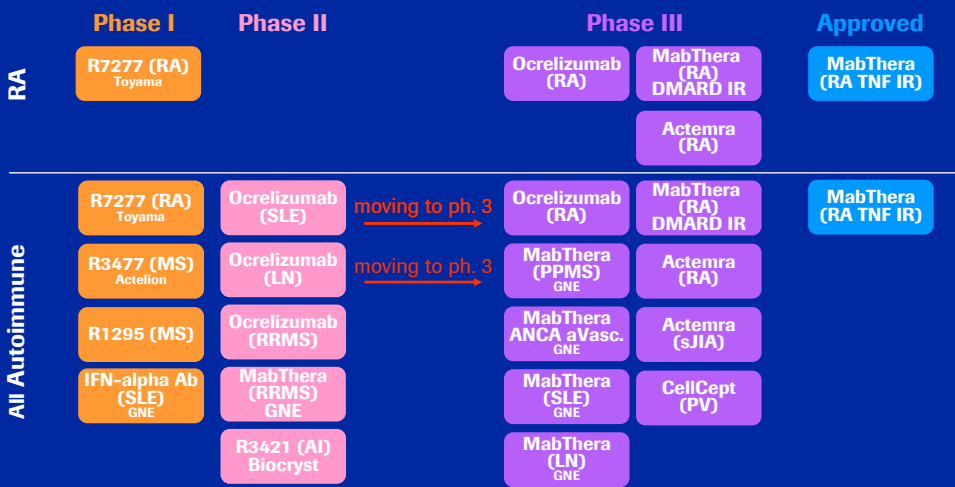 Phase I
Phase II
Phase III
Approved
RA
R7277 (RA)
Toyama
Ocrelizumab
(RA)
MabThera
(RA)
DMARD IR
MabThera
(RA TNF IR)
Actemra
(RA)
All Autoimmune
R7277 (RA)
Toyama
Ocrelizumab
(SLE)
moving to ph. 3
Ocrelizumab
(RA)
MabThera
(RA)
DMARD IR
MabThera
(RA TNF IR)
R3477 (MS)
Actelion
Ocrelizumab
(LN)
moving to ph. 3
MabThera
(PPMS)
GNE
Actemra
(RA)
R1295 (MS)
Ocrelizumab
(RRMS)
MabThera
ANCA aVasc.
GNE
Actemra
(sJIA)
IFN-alpha Ab
(SLE)
GNE
MabThera
(RRMS)
GNE
MabThera
(SLE)
GNE
CellCept
(PV)
R3421 (AI)
Biocryst
MabThera
(LN)
GNE